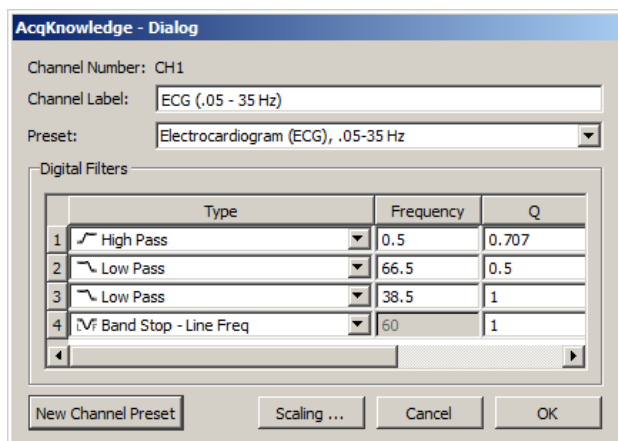 AcqKnowledge - Dialog
Channel Number: CH1
Channel Label: ECG (.05 - 35 Hz)
Preset: Electrocardiogram (ECG), .05-35 Hz
Digital Filters
Type Frequency Q
1 High Pass 0.5 0.707
2 Low Pass 66.5 0.5
3 Low Pass 38.5 1
4 Band Stop - Line Freq 60 1
New Channel Preset Scaling ... Cancel OK